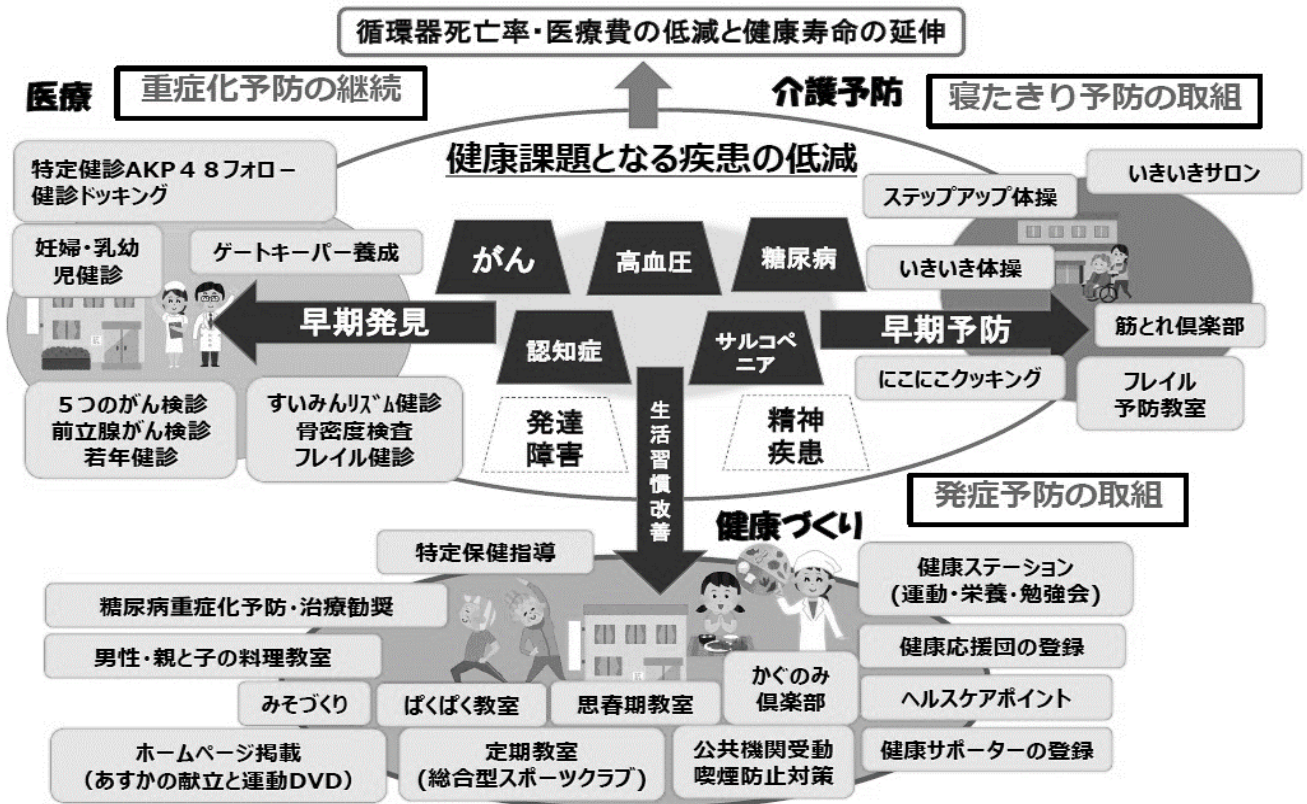 循環器死亡率・医療費の低減と健康寿命の延伸
医療
重症化予防の継続
介護予防
寝たきり予防の取組
健康課題となる疾患の低減
特定健診AKP４８フォロー
健診ドッキング
妊婦・乳幼
児健診
ゲートキーパー養成
早期発見
５つのがん検診
前立腺がん検診
若年健診
すいみんﾘｽﾞﾑ健診
骨密度検査
フレイル健診
がん
高血圧
糖尿病
認知症
サルコペ
ニア
発達
障害
精神
疾患
ステップアップ体操
いきいきサロン
いきいき体操
早期予防
筋とれ倶楽部
にこにこクッキング
フレイル
予防教室
生活習慣改善
発症予防の取組
健康づくり
特定保健指導
糖尿病重症化予防・治療勧奨
男性・親と子の料理教室
みそづくり
ぱくぱく教室
思春期教室
かぐのみ
倶楽部
ホームページ掲載
（あすかの献立と運動DVD）
定期教室
(総合型スポーツクラブ)
公共機関受動
喫煙防止対策
健康ステーション
(運動・栄養・勉強会)
健康応援団の登録
ヘルスケアポイント
健康サポーターの登録